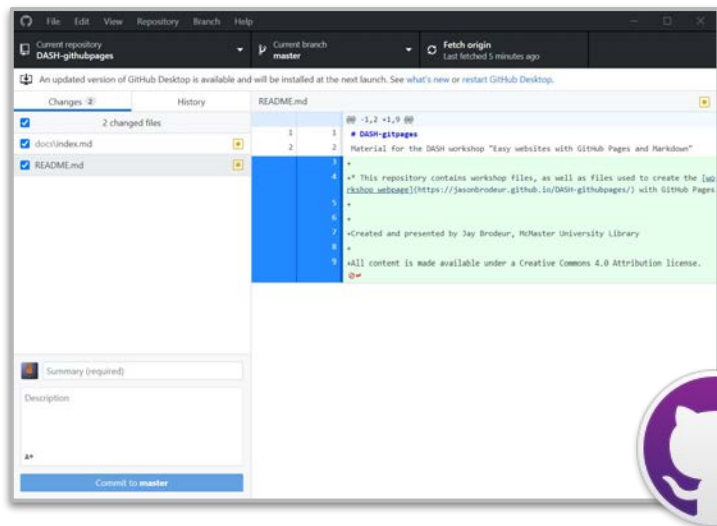 File Edit View Repository Branch Help
Current repository
DASH-githubpages
Current branch
master
Fetch origin
Last fetched 5 minutes ago
An updated version of GitHub Desktop is available and will be installed at the next launch. See what's new or restart GitHub Desktop.
Changes 2 History
2 changed files
docs\index.md
README.md
README.md
@@ -1,2 +1,9 @@
1 1 # DASH-gitpages
2 2 Material for the DASH workshop "Easy websites with GitHub Pages and Markdown"
3 +
4 +* This repository contains workshop files, as well as files used to create the [wo
rkshop webpage](https://jasonbrodeur.github.io/DASH-githubpages/) with GitHub Pages
5 +
6 +
7 +Created and presented by Jay Brodeur, McMaster University Library
8 +
9 +All content is made available under a Creative Commons 4.0 Attribution license.
Summary (required)
Description
Commit to master